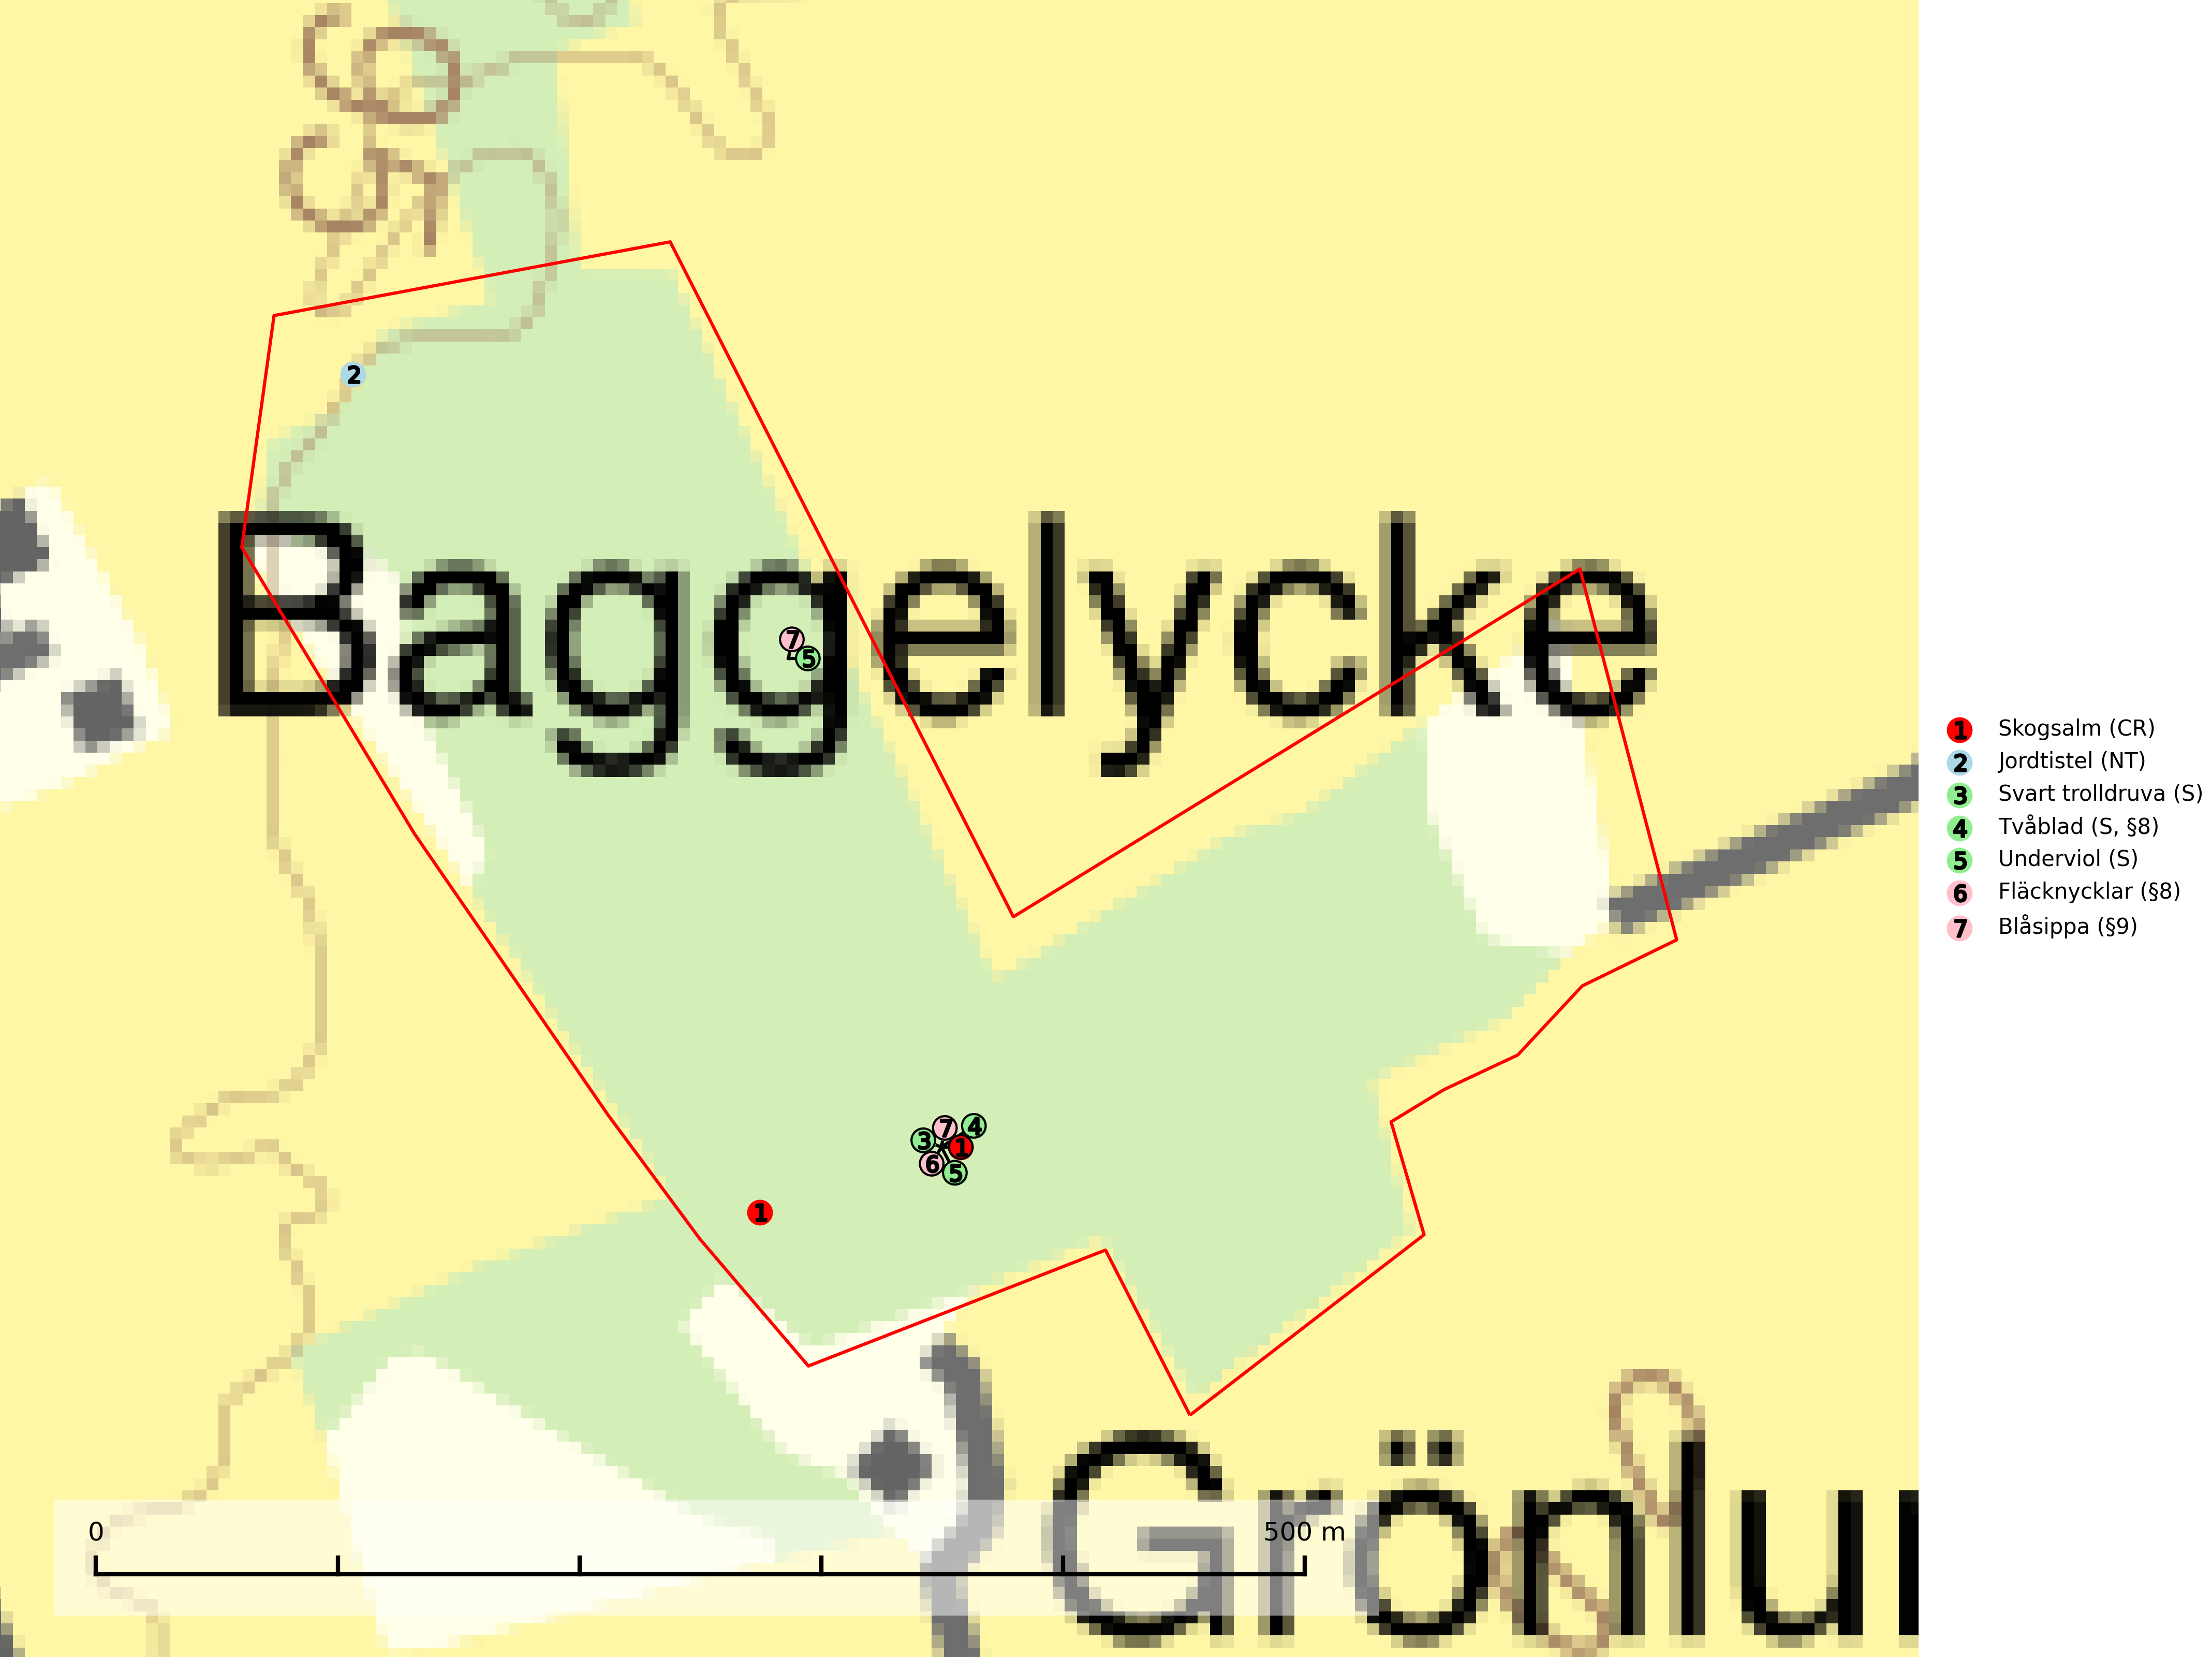 65
2
Baggelycke
7
5
7
4
3
1
6
5
1
Grönlu
0
500 m
1 Skogsalm (CR)
2 Jordtistel (NT)
3 Svart trolldruva (S)
4 Tvåblad (S, §8)
5 Underviol (S)
6 Fläcknycklar (§8)
7 Blåsippa (§9)